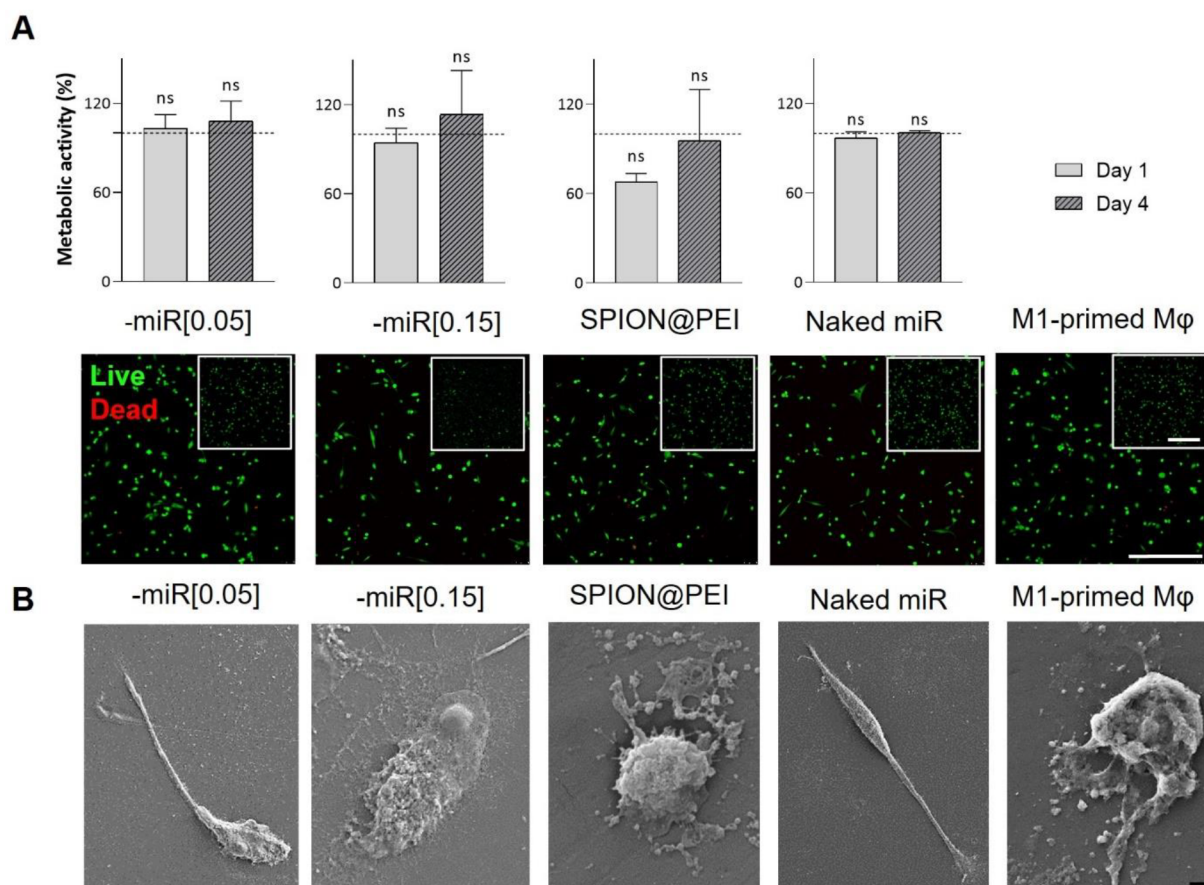 A
Metabolic activity (%)
120
60
0
ns
ns
120
60
0
ns
ns
120
60
0
ns
ns
120
60
0
ns
ns
Day 1
Day 4
-miR[0.05]
-miR[0.15]
SPION@PEI
Naked miR
M1-primed Mφ
Live
Dead
B
-miR[0.05]
-miR[0.15]
SPION@PEI
Naked miR
M1-primed Mφ